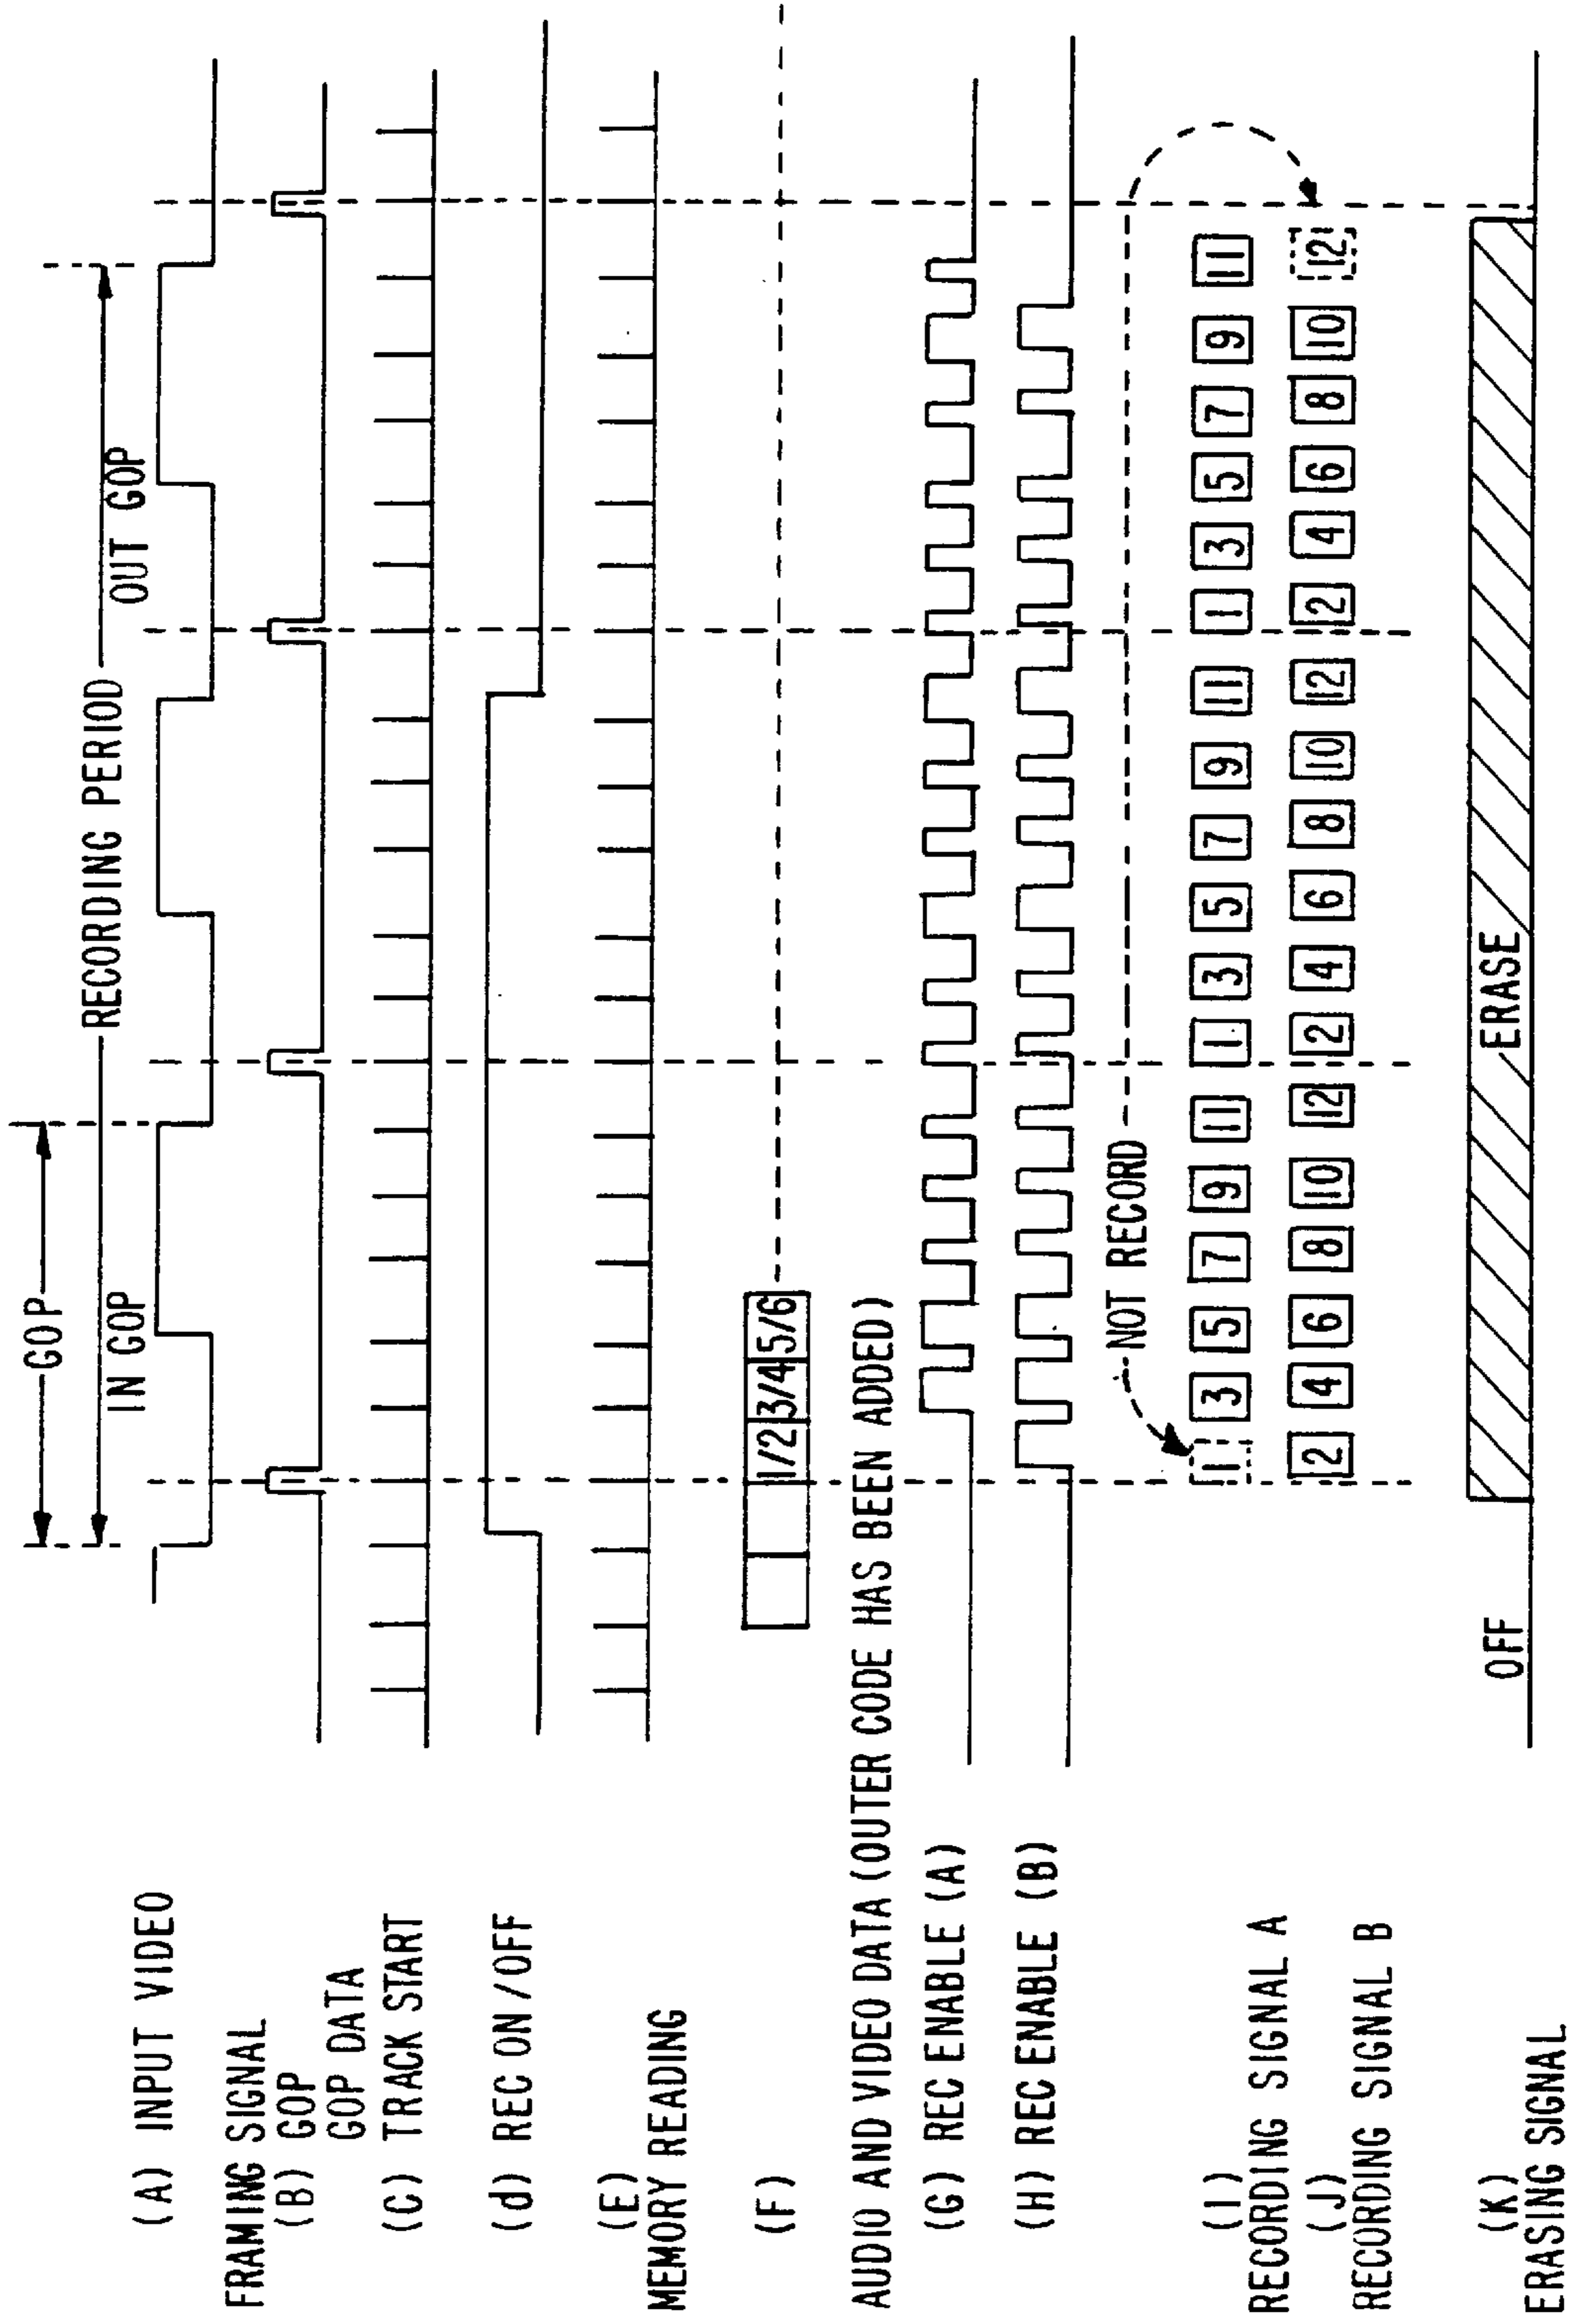 GOP
RECORDING PERIOD
IN GOP
OUT GOP
(A) INPUT VIDEO
FRAMING SIGNAL
(B) GOP
GOP DATA
(C) TRACK START
(d) REC ON/OFF
(E)
MEMORY READING
(F)
1/2 3/4 5/6
AUDIO AND VIDEO DATA (OUTER CODE HAS BEEN ADDED)
(G) REC ENABLE (A)
(H) REC ENABLE (B)
NOT RECORD
(I)
1 3 5 7 9 11 1 3 5 7 9 11 1 3 5 7 9 11
RECORDING SIGNAL A
(J)
2 4 6 8 10 12 2 4 6 8 10 12 2 4 6 8 10 12
RECORDING SIGNAL B
(K)
OFF
ERASE
ERASING SIGNAL